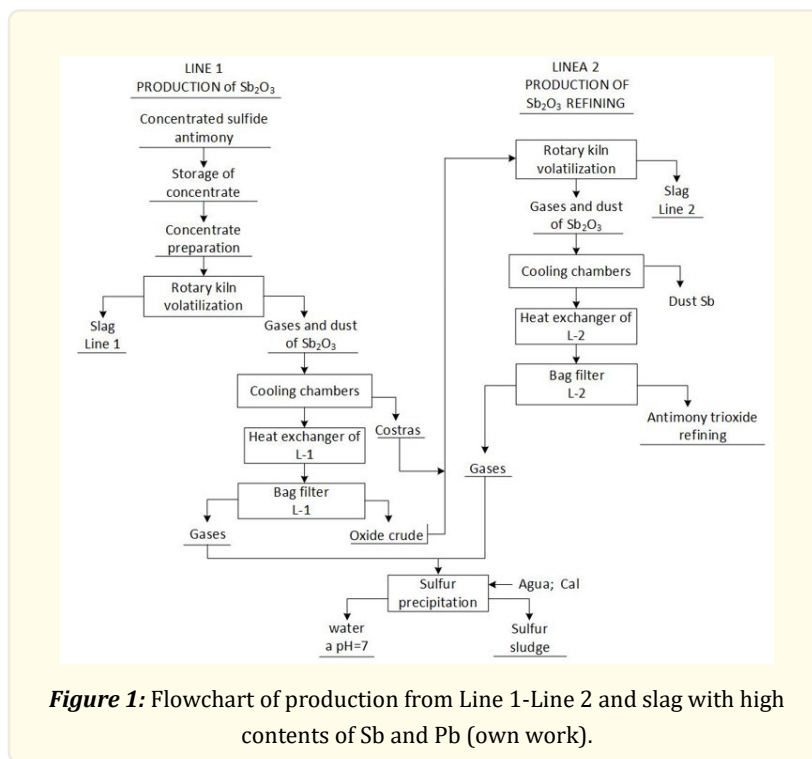 LINE 1
PRODUCTION of Sb₂O₃
Concentrated sulfide
antimony
Storage of
concentrate
Concentrate
preparation
Rotary kiln
volatilization
Slag
Line 1
Gases and dust
of Sb₂O₃
Cooling chambers
Costras
Heat exchanger of
L-1
Bag filter
L-1
Gases
Oxide crude
LINEA 2
PRODUCTION OF
Sb₂O₃ REFINING
Rotary kiln
volatilization
Slag
Line 2
Gases and dust
of Sb₂O₃
Cooling chambers
Dust Sb
Heat exchanger of
L-2
Bag filter
L-2
Antimony trioxide
refining
Gases
Sulfur
precipitation
Agua; Cal
water
a pH=7
Sulfur
sludge
Figure 1: Flowchart of production from Line 1-Line 2 and slag with high
contents of Sb and Pb (own work).